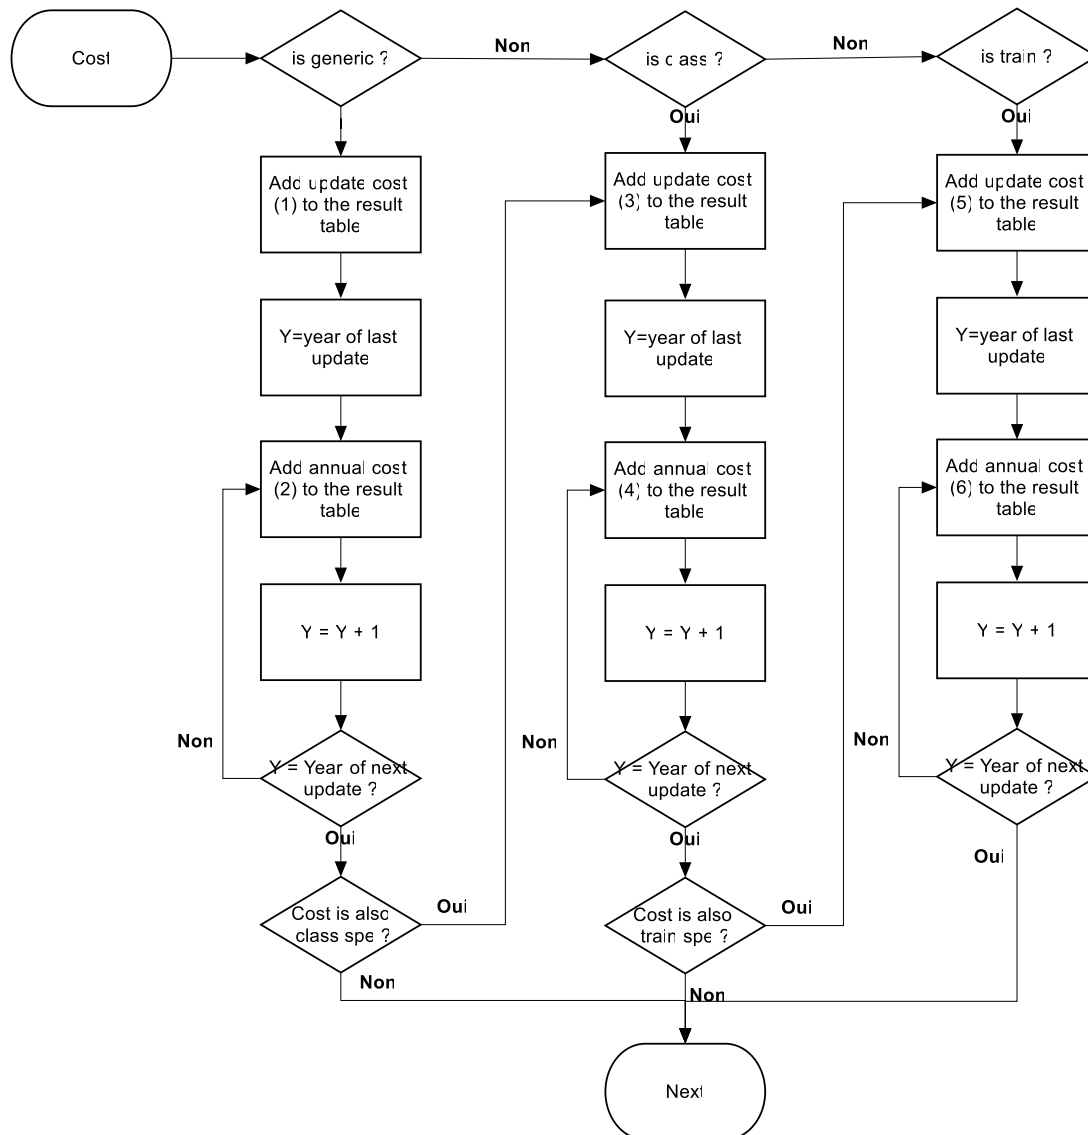 Cost
is generic ?
Non
is class ?
Non
is train ?
Oui
Oui
Add update cost
(1) to the result
table
Add update cost
(3) to the result
table
Add update cost
(5) to the result
table
Y=year of last
update
Y=year of last
update
Y=year of last
update
Add annual cost
(2) to the result
table
Add annual cost
(4) to the result
table
Add annual cost
(6) to the result
table
Y = Y + 1
Y = Y + 1
Y = Y + 1
Non
Y = Year of next
update ?
Non
Y = Year of next
update ?
Non
Y = Year of next
update ?
Oui
Oui
Oui
Cost is also
class spe ?
Oui
Cost is also
train spe ?
Oui
Non
Non
Next